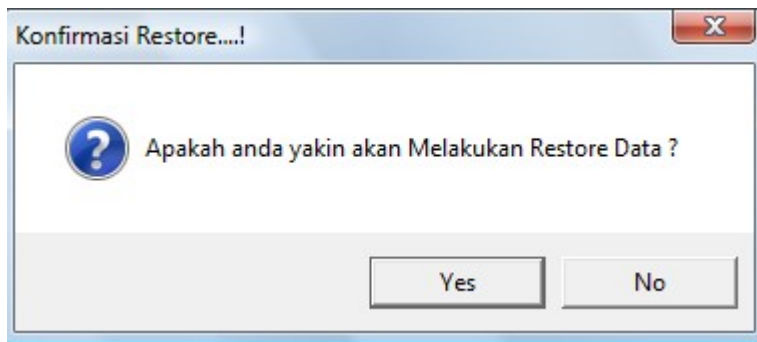 Konfirmasi Restore....!
Apakah anda yakin akan Melakukan Restore Data ?
Yes
No